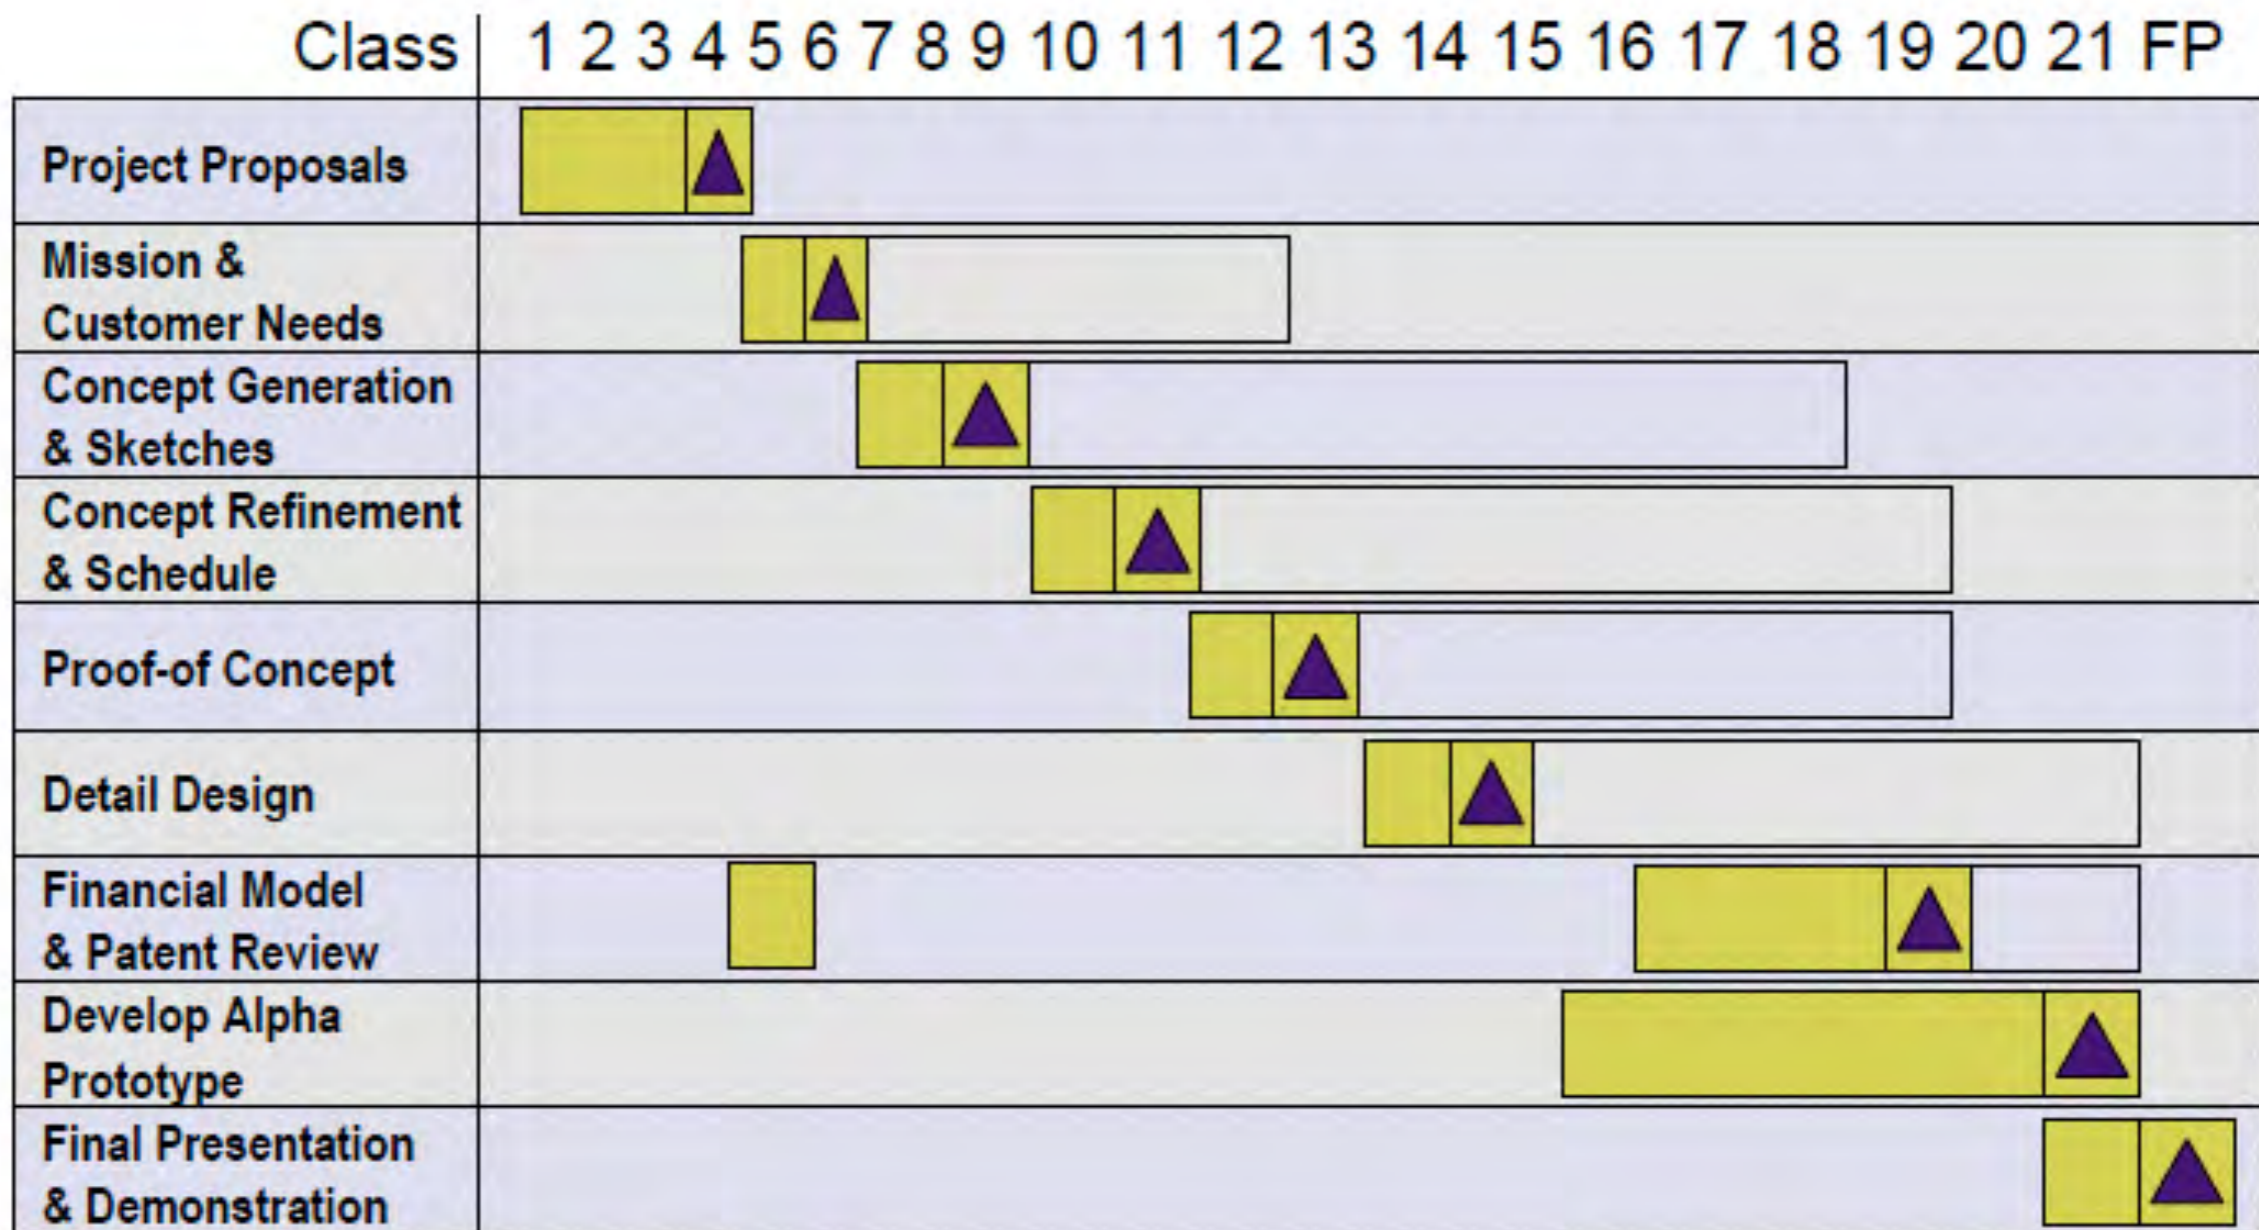 Class 1 2 3 4 5 6 7 8 9 10 11 12 13 14 15 16 17 18 19 20 21 FP
Project Proposals
Mission &
Customer Needs
Concept Generation
& Sketches
Concept Refinement
& Schedule
Proof-of Concept
Detail Design
Financial Model
& Patent Review
Develop Alpha
Prototype
Final Presentation
& Demonstration